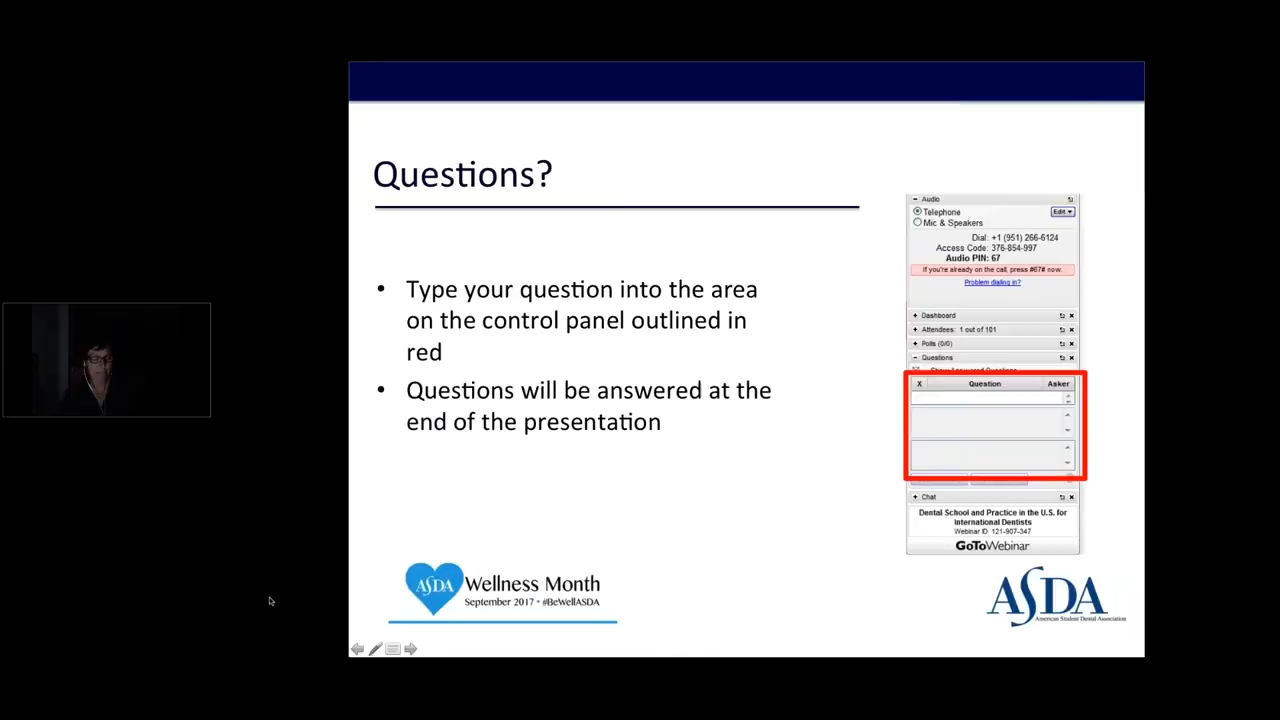 Questions?
• Type your question into the area
on the control panel outlined in
red
• Questions will be answered at the
end of the presentation
Audio
Telephone
Edit
Mic & Speakers
Dial: +1 (951) 266-6124
Access Code: 376-854-997
Audio PIN: 67
If you're already on the call, press #67# now.
Problem dialing in?
Dashboard
Attendees: 1 out of 101
Polls (0/0)
Questions
Show Answered Questions
X Question Asker
Chat
Dental School and Practice in the U.S. for
International Dentists
Webinar ID: 121-907-347
GoToWebinar
ASDA Wellness Month
September 2017 • #BeWellASDA
ASDA
American Student Dental Association